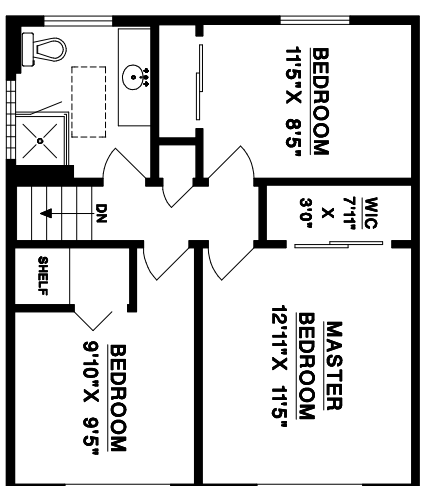 BEDROOM
11'5"X 8'5"
WIC
7'11"
X
3'0"
DN
SHELF
MASTER
BEDROOM
12'11"X 11'5"
BEDROOM
9'10"X 9'5"